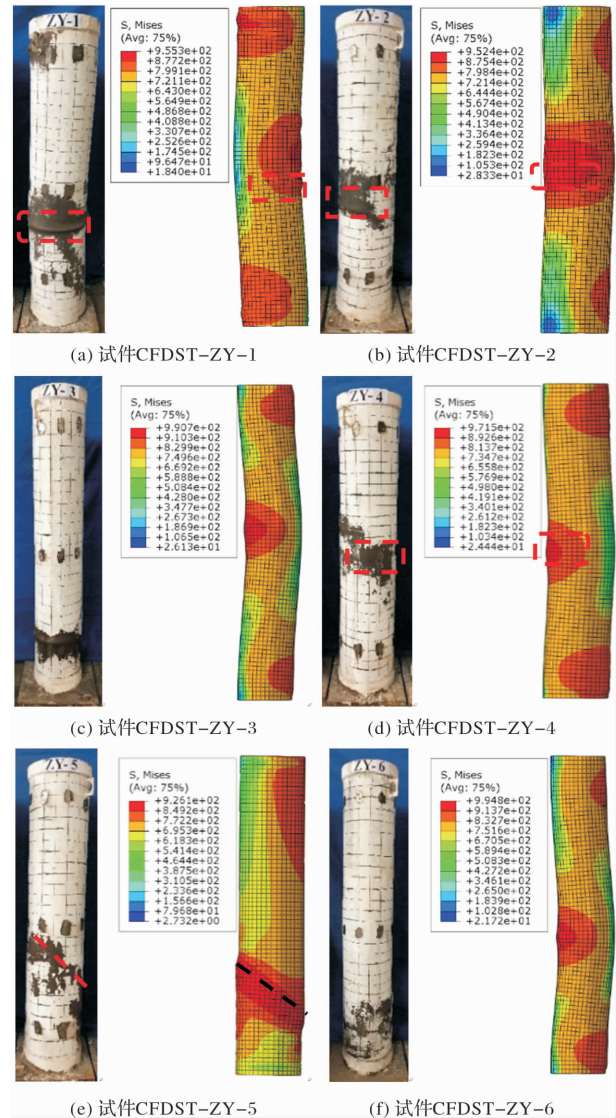 ZY-1
S, Mises
(Avg: 75%)
+9.553e+02
+8.772e+02
+7.991e+02
+7.211e+02
+6.430e+02
+5.649e+02
+4.868e+02
+4.088e+02
+3.307e+02
+2.526e+02
+1.745e+02
+9.647e+01
+1.840e+01
ZY-2
S, Mises
(Avg: 75%)
+9.524e+02
+8.754e+02
+7.984e+02
+7.214e+02
+6.444e+02
+5.674e+02
+4.904e+02
+4.134e+02
+3.364e+02
+2.594e+02
+1.823e+02
+1.053e+02
+2.833e+01
(a) 试件CFDST-ZY-1
(b) 试件CFDST-ZY-2
ZY-3
S, Mises
(Avg: 75%)
+9.907e+02
+9.103e+02
+8.299e+02
+7.496e+02
+6.692e+02
+5.888e+02
+5.084e+02
+4.280e+02
+3.477e+02
+2.673e+02
+1.869e+02
+1.065e+02
+2.613e+01
ZY-4
S, Mises
(Avg: 75%)
+9.715e+02
+8.926e+02
+8.137e+02
+7.347e+02
+6.558e+02
+5.769e+02
+4.980e+02
+4.191e+02
+3.401e+02
+2.612e+02
+1.823e+02
+1.034e+02
+2.444e+01
(c) 试件CFDST-ZY-3
(d) 试件CFDST-ZY-4
ZY-5
S, Mises
(Avg: 75%)
+9.261e+02
+8.492e+02
+7.722e+02
+6.953e+02
+6.183e+02
+5.414e+02
+4.644e+02
+3.875e+02
+3.105e+02
+2.336e+02
+1.566e+02
+7.968e+01
+2.732e+00
ZY-6
S, Mises
(Avg: 75%)
+9.948e+02
+9.137e+02
+8.327e+02
+7.516e+02
+6.705e+02
+5.894e+02
+5.083e+02
+4.272e+02
+3.461e+02
+2.650e+02
+1.839e+02
+1.028e+02
+2.172e+01
(e) 试件CFDST-ZY-5
(f) 试件CFDST-ZY-6